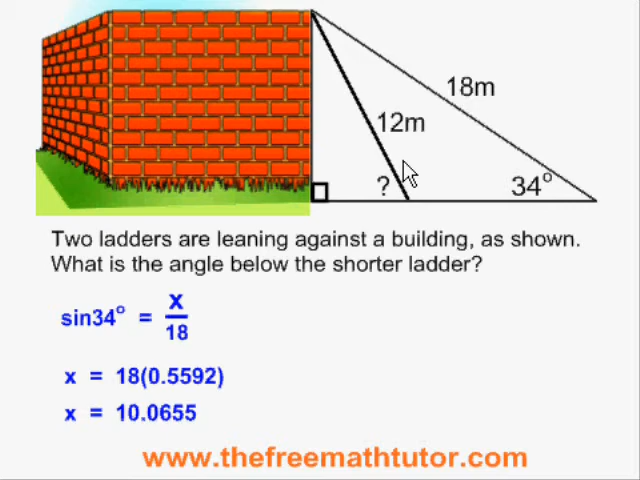 18m
12m
?
34°
Two ladders are leaning against a building, as shown.
What is the angle below the shorter ladder?
sin34° = x/18
x = 18(0.5592)
x = 10.0655
www.thefreemathtutor.com